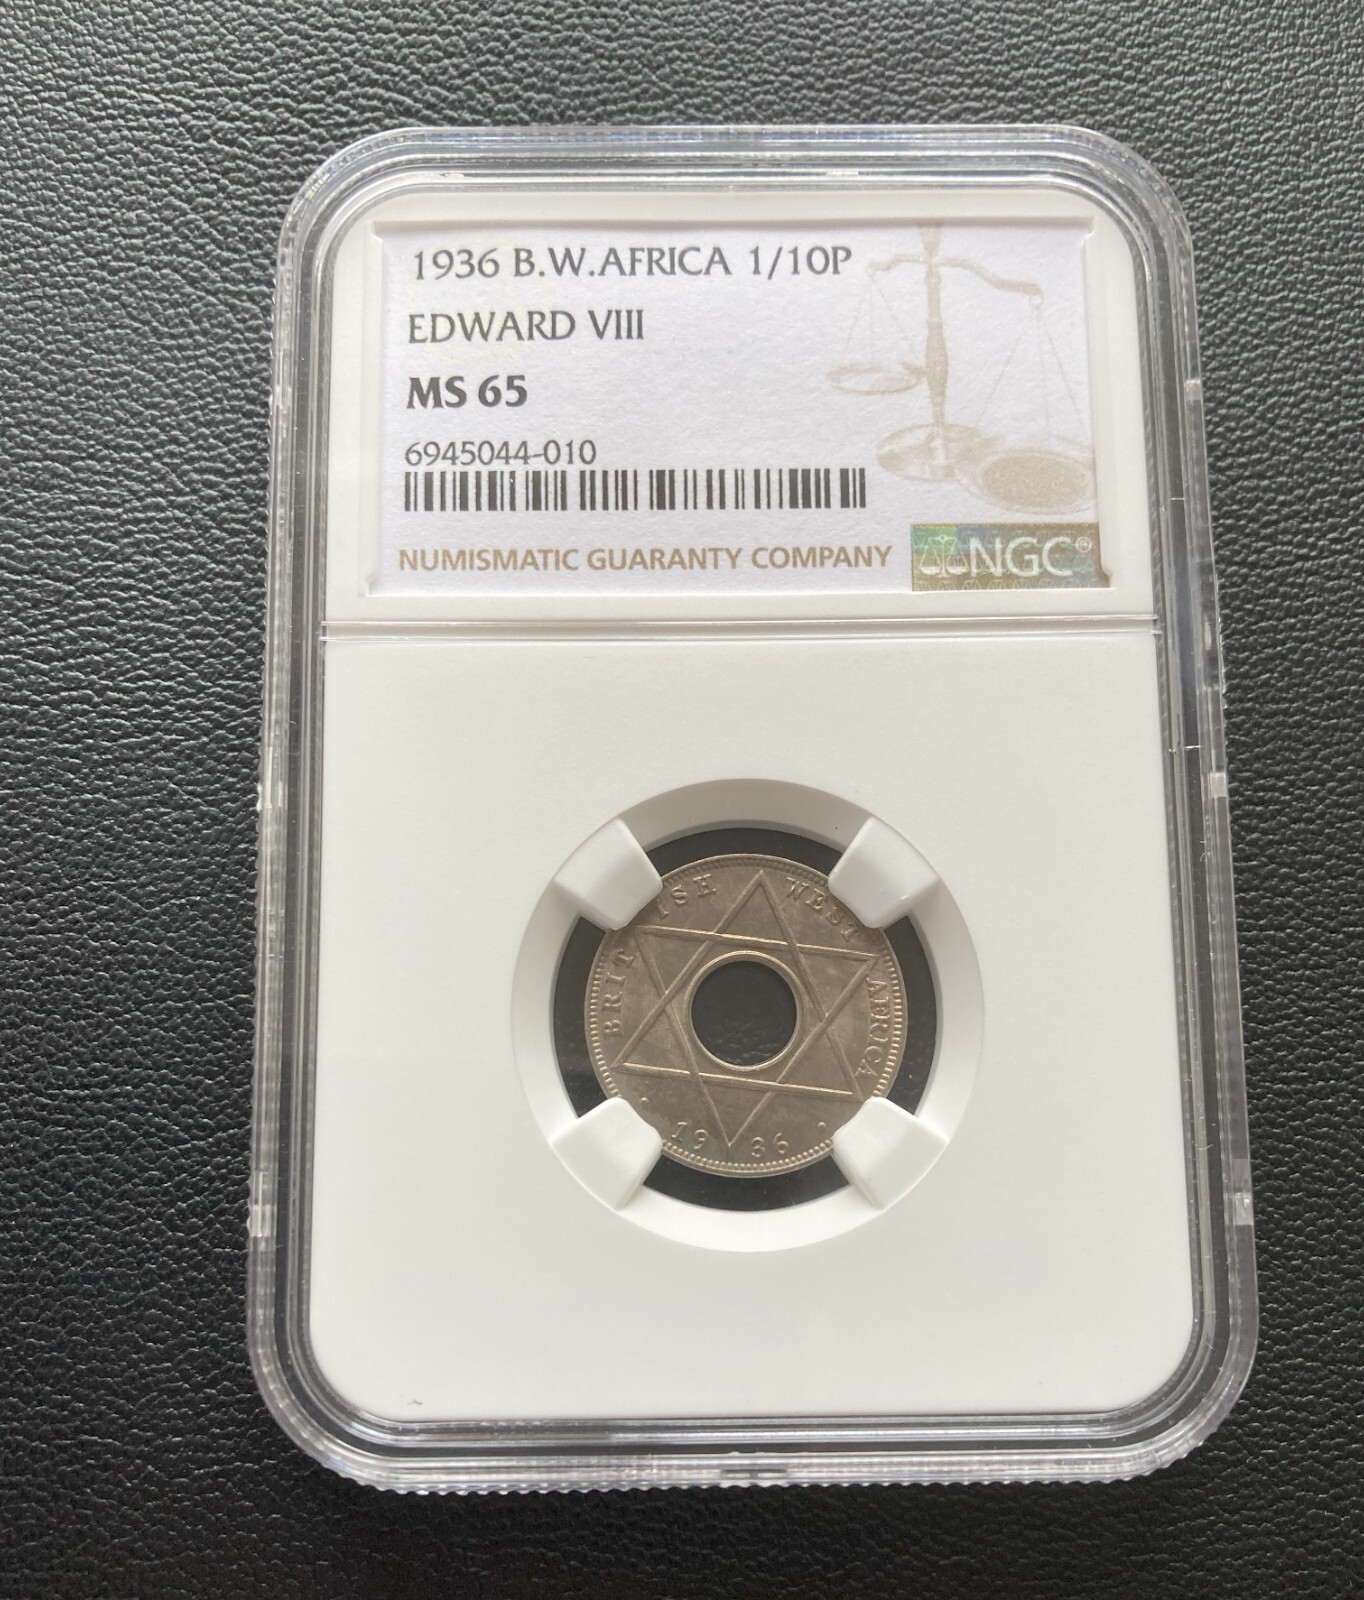 1936 B.W.AFRICA 1/10P
EDWARD VIII
MS 65
6945044-010
NUMISMATIC GUARANTY COMPANY
NGC®
BRITISH WEST AFRICA
• 1936 •